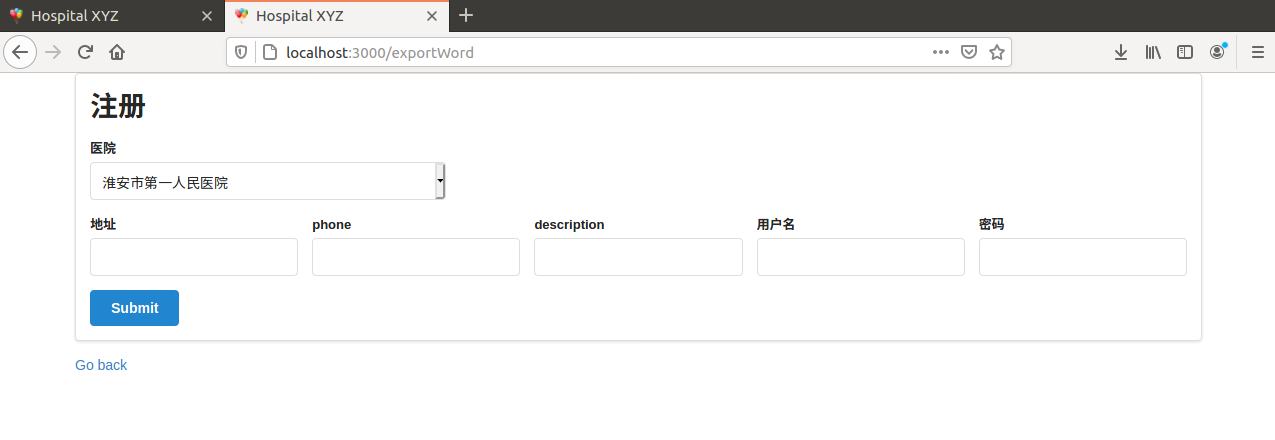 Hospital XYZ
Hospital XYZ
localhost:3000/exportWord
注册
医院
淮安市第一人民医院
地址 phone description 用户名 密码
Submit
Go back